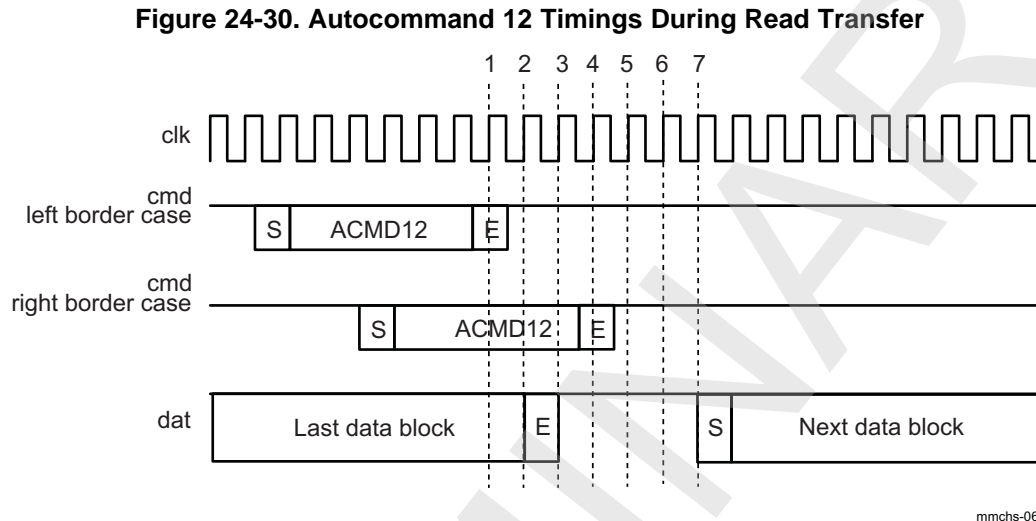 Figure 24-30. Autocommand 12 Timings During Read Transfer
1 2 3 4 5 6 7
clk
cmd
left border case
S ACMD12 E
cmd
right border case
S ACMD12 E
dat
Last data block E S Next data block
mmchs-06